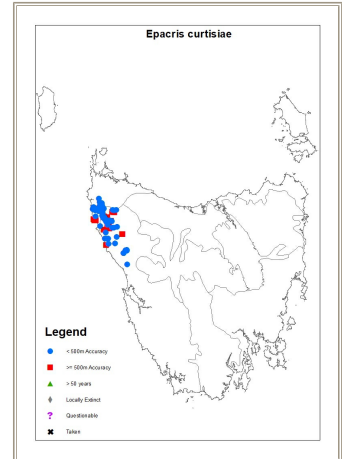 Epacris curtisiae
Legend
< 500m Accuracy
>= 500m Accuracy
> 50 years
Locally Extinct
Questionable
Taken